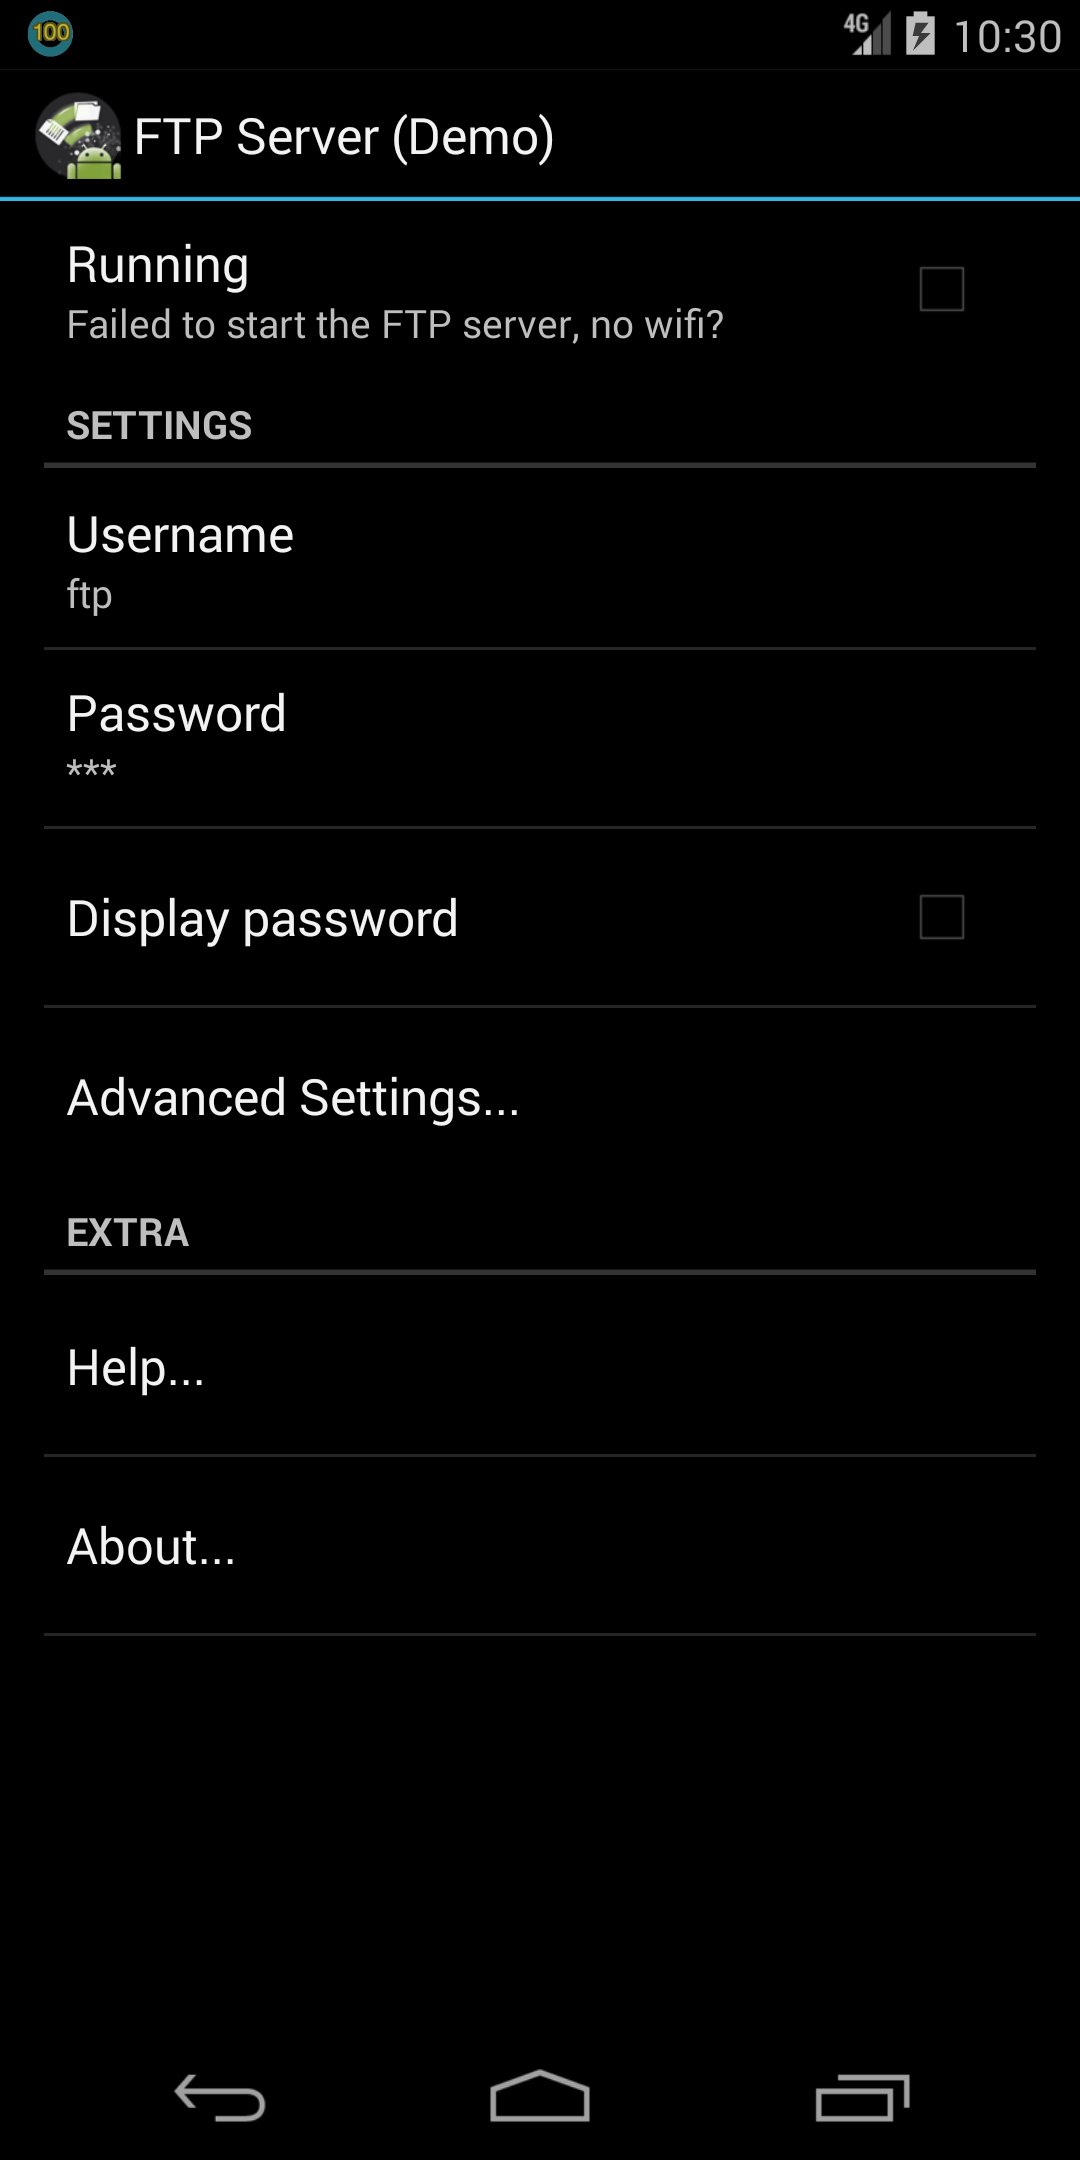 100
4G
10:30
FTP Server (Demo)
Running
Failed to start the FTP server, no wifi?
SETTINGS
Username
ftp
Password
***
Display password
Advanced Settings...
EXTRA
Help...
About...